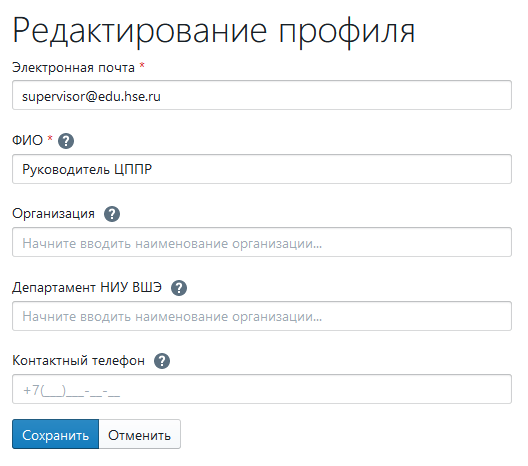 Редактирование профиля
Электронная почта *
supervisor@edu.hse.ru
ФИО * ?
Руководитель ЦППР
Организация ?
Начните вводить наименование организации...
Департамент НИУ ВШЭ ?
Начните вводить наименование организации...
Контактный телефон ?
+7(___)___-__-__
Сохранить Отменить